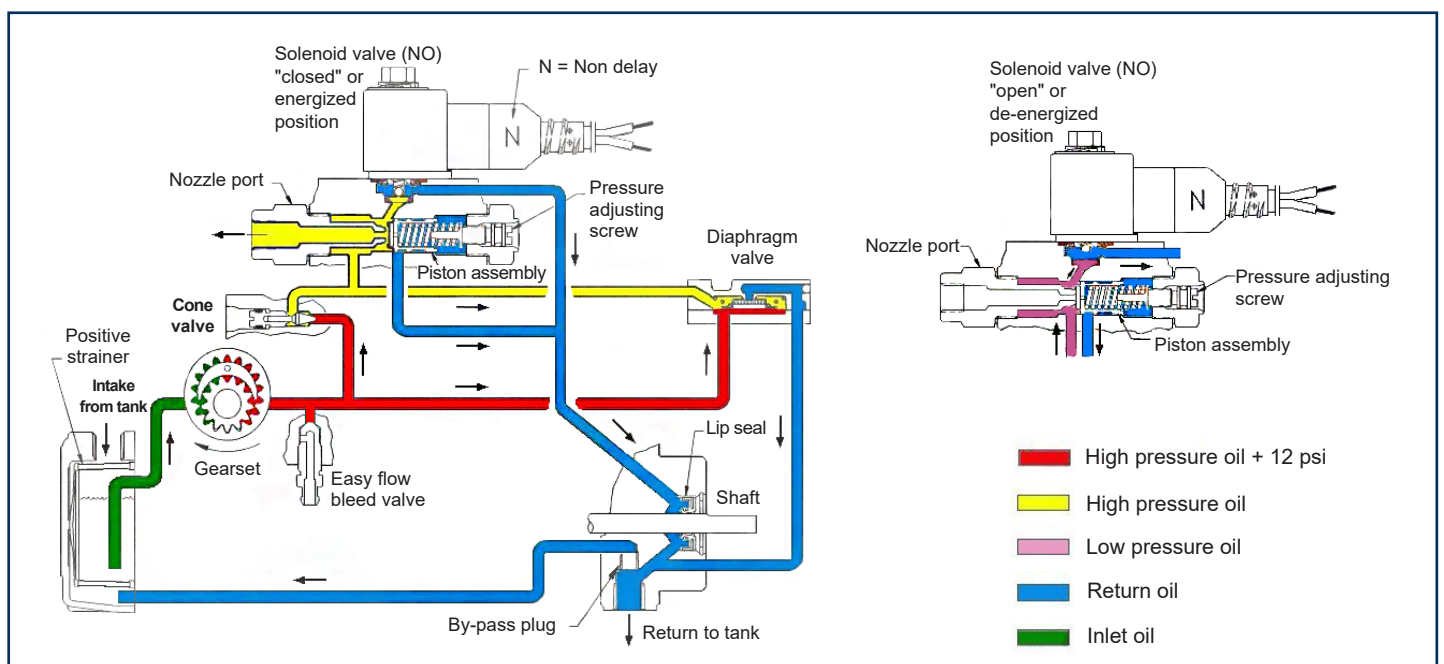 Solenoid valve (NO)
"closed" or
energized
position
N = Non delay
N
Nozzle port
Pressure
adjusting
screw
Piston assembly
Diaphragm
valve
Cone
valve
Positive
strainer
Intake
from tank
Gearset
Easy flow
bleed valve
Lip seal
Shaft
By-pass plug
Return to tank
Solenoid valve (NO)
"open" or
de-energized
position
N
Nozzle port
Pressure adjusting
screw
Piston assembly
High pressure oil + 12 psi
High pressure oil
Low pressure oil
Return oil
Inlet oil